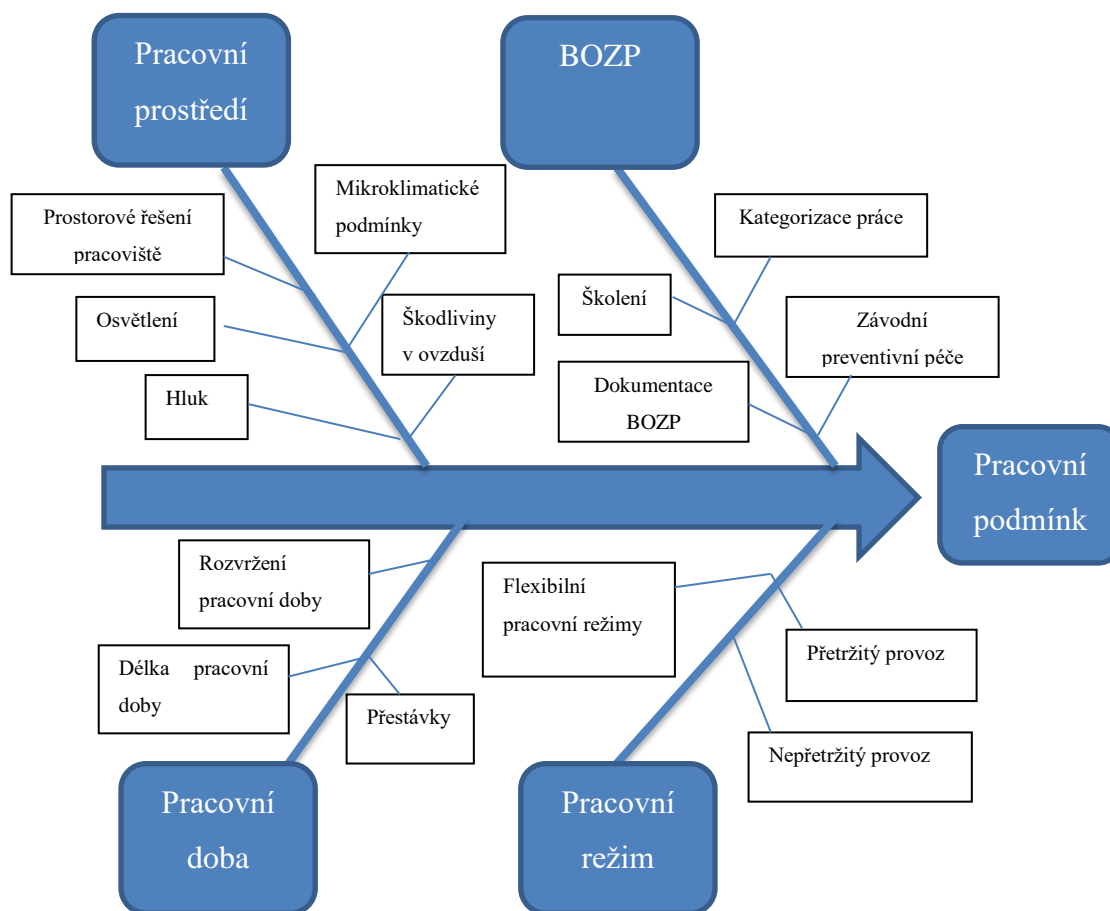 Pracovní
prostředí
BOZP
Mikroklimatické
podmínky
Prostorové řešení
pracoviště
Kategorizace práce
Školení
Osvětlení
Škodliviny
v ovzduší
Závodní
preventivní péče
Hluk
Dokumentace
BOZP
Pracovní
podmínk
Rozvržení
pracovní doby
Flexibilní
pracovní režimy
Přetržitý provoz
Délka pracovní
doby
Přestávky
Nepřetržitý provoz
Pracovní
doba
Pracovní
režim